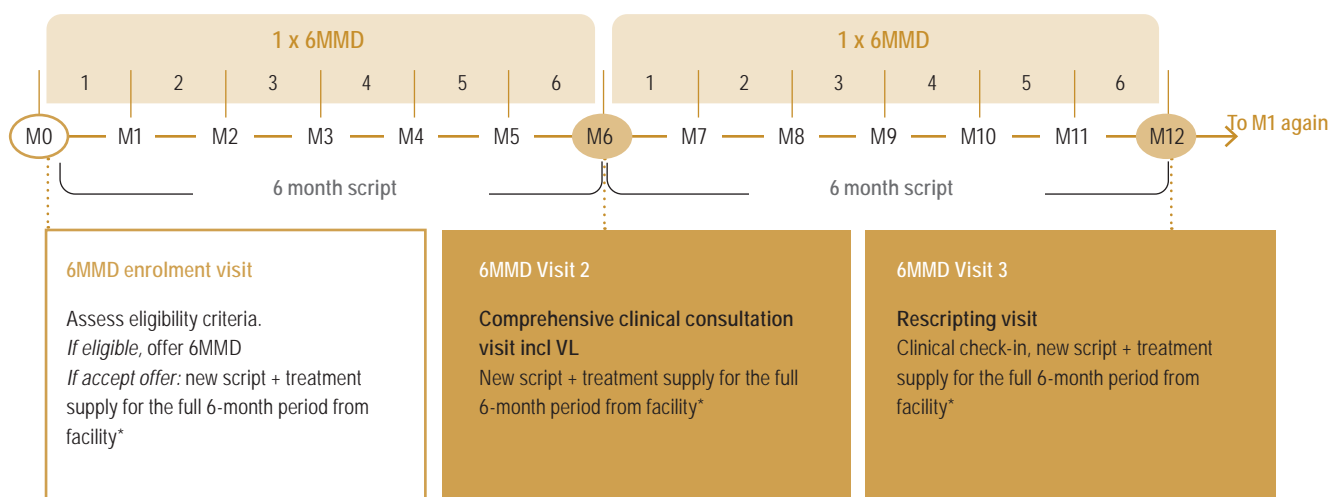 1 x 6MMD
1 x 6MMD
1 2 3 4 5 6 1 2 3 4 5 6
M0 M1 M2 M3 M4 M5 M6 M7 M8 M9 M10 M11 M12 To M1 again
6 month script
6 month script
6MMD enrolment visit
Assess eligibility criteria.
If eligible, offer 6MMD
If accept offer: new script + treatment
supply for the full 6-month period from
facility*
6MMD Visit 2
Comprehensive clinical consultation
visit incl VL
New script + treatment supply for the full
6-month period from facility*
6MMD Visit 3
Rescripting visit
Clinical check-in, new script + treatment
supply for the full 6-month period from
facility*